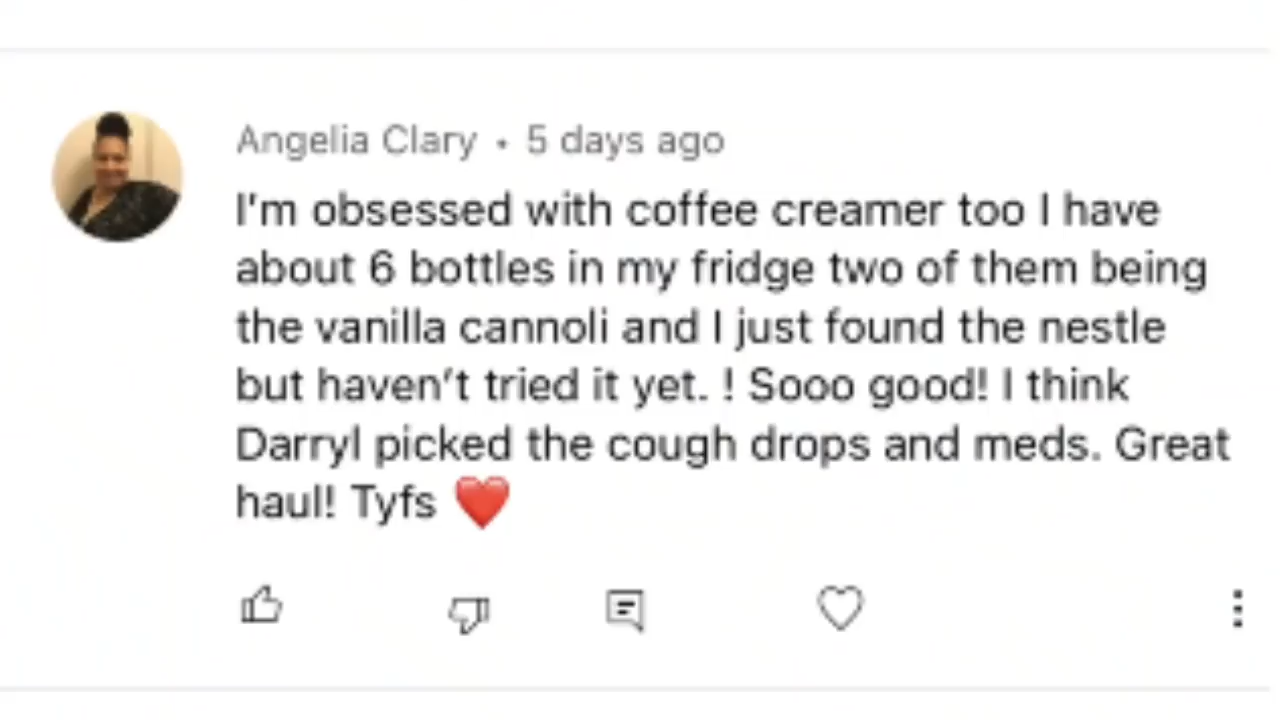 Angelia Clary • 5 days ago
I'm obsessed with coffee creamer too I have
about 6 bottles in my fridge two of them being
the vanilla cannoli and I just found the nestle
but haven't tried it yet. ! Sooo good! I think
Darryl picked the cough drops and meds. Great
haul! Tyfs ❤️